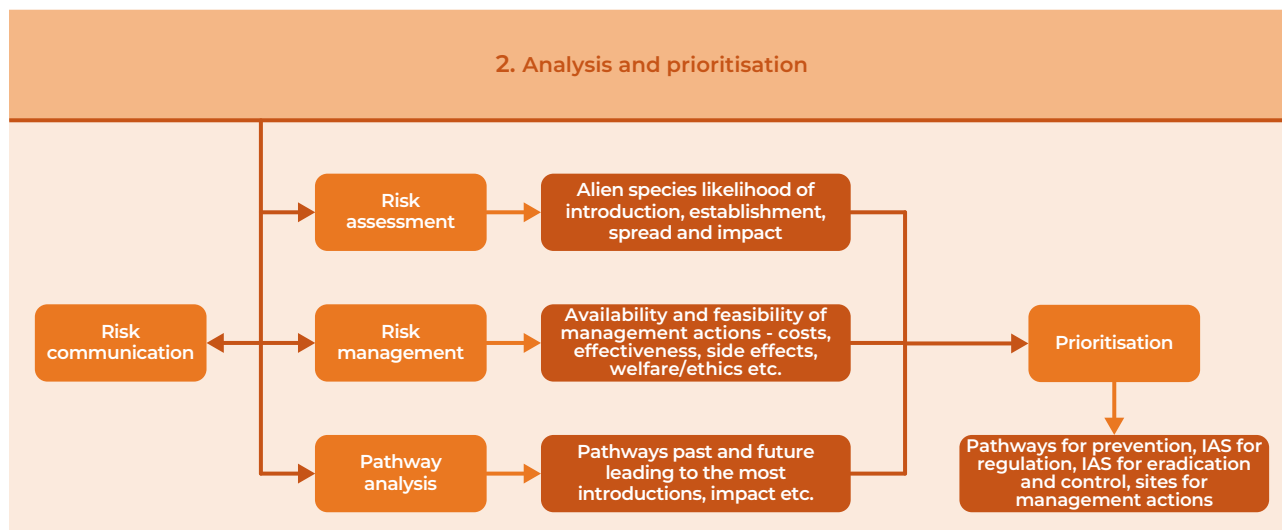 2. Analysis and prioritisation
Risk
assessment
Alien species likelihood of
introduction, establishment,
spread and impact
Risk
communication
Risk
management
Availability and feasibility of
management actions - costs,
effectiveness, side effects,
welfare/ethics etc.
Prioritisation
Pathway
analysis
Pathways past and future
leading to the most
introductions, impact etc.
Pathways for prevention, IAS for
regulation, IAS for eradication
and control, sites for
management actions